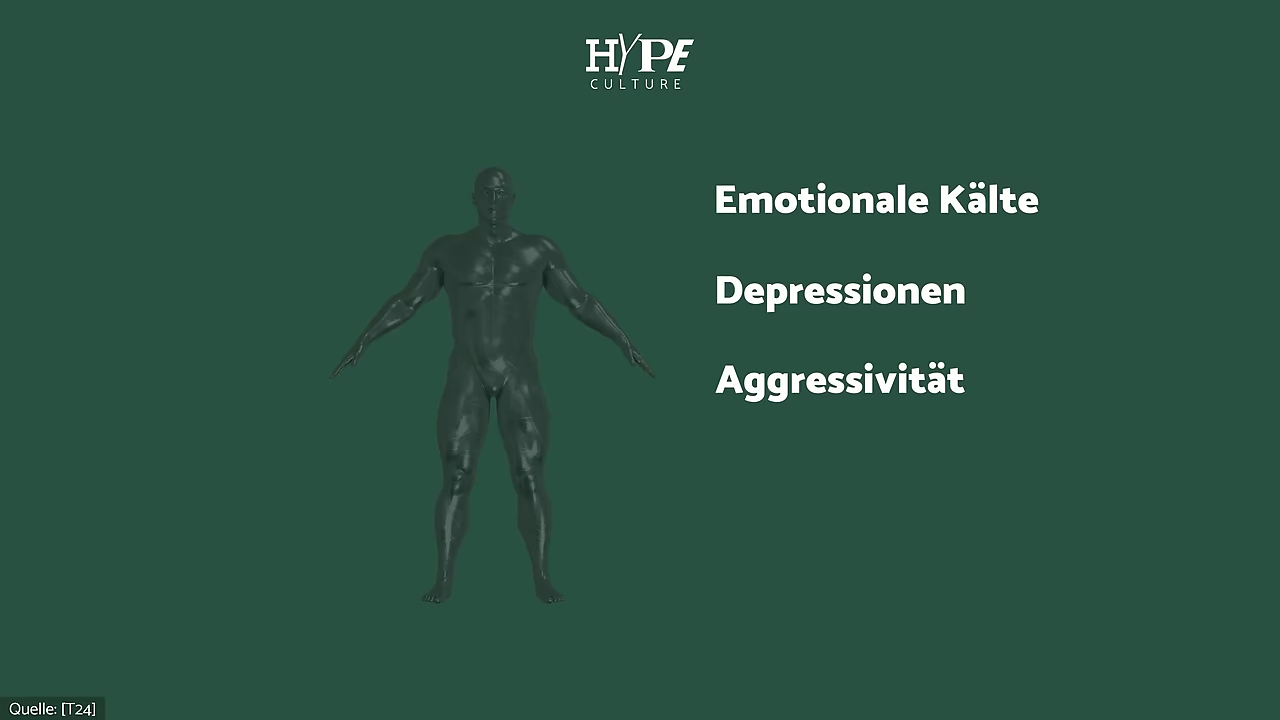 HYPE
CULTURE
Emotionale Kälte
Depressionen
Aggressivität
Quelle: [T24]